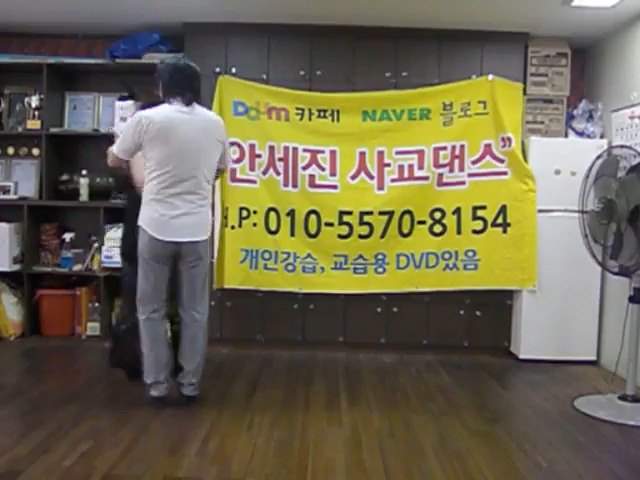 Daum 카페 NAVER 블로그
안세진 사교댄스”
H.P: 010-5570-8154
개인강습, 교습용 DVD있음